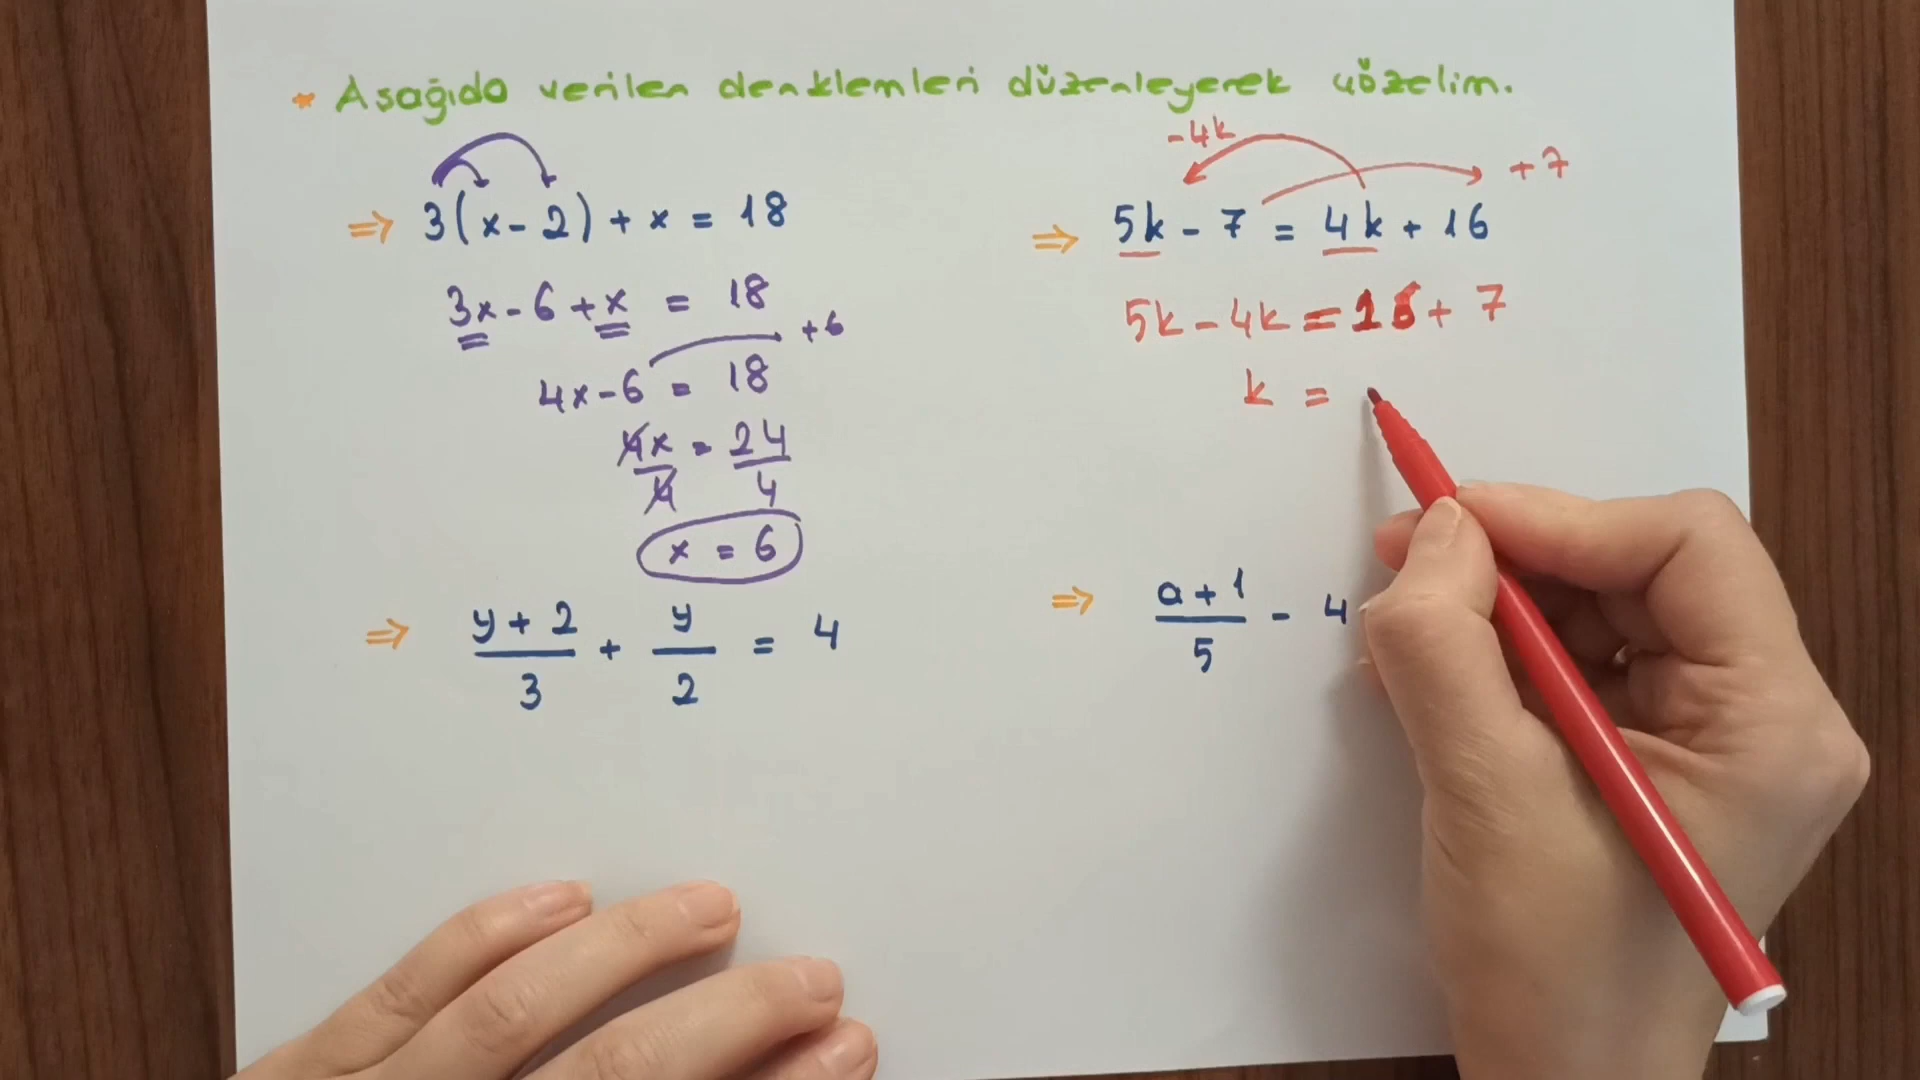 * Asağıda verilen denklemleri düzenleyerek çözelim.
⇒ 3(x-2) + x = 18
3x - 6 + x = 18
+6
4x - 6 = 18
4x/4 = 24/4
x = 6
-4k
+7
⇒ 5k - 7 = 4k + 16
5k - 4k = 16 + 7
k =
⇒ (y+2)/3 + y/2 = 4
⇒ (a+1)/5 - 4